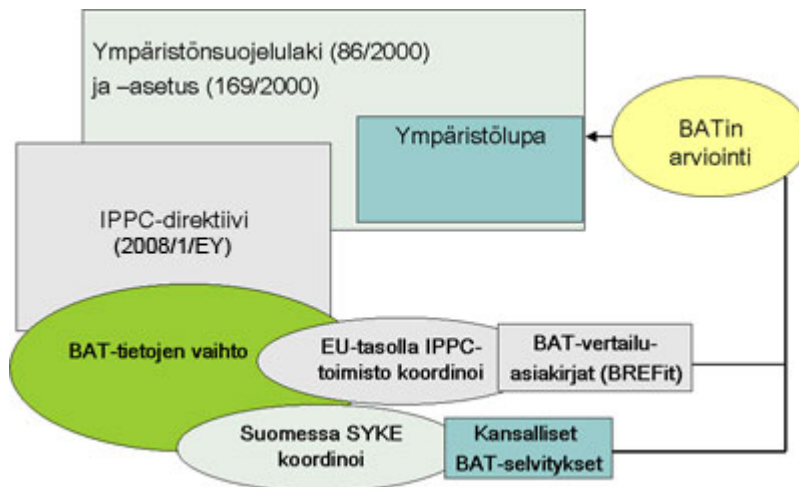 Ympäristönsuojelulaki (86/2000)
ja –asetus (169/2000)
Ympäristölupa
BATin
arviointi
IPPC-direktiivi
(2008/1/EY)
BAT-tietojen vaihto
EU-tasolla IPPC-
toimisto koordinoi
BAT-vertailu-
asiakirjat (BREFit)
Suomessa SYKE
koordinoi
Kansalliset
BAT-selvitykset